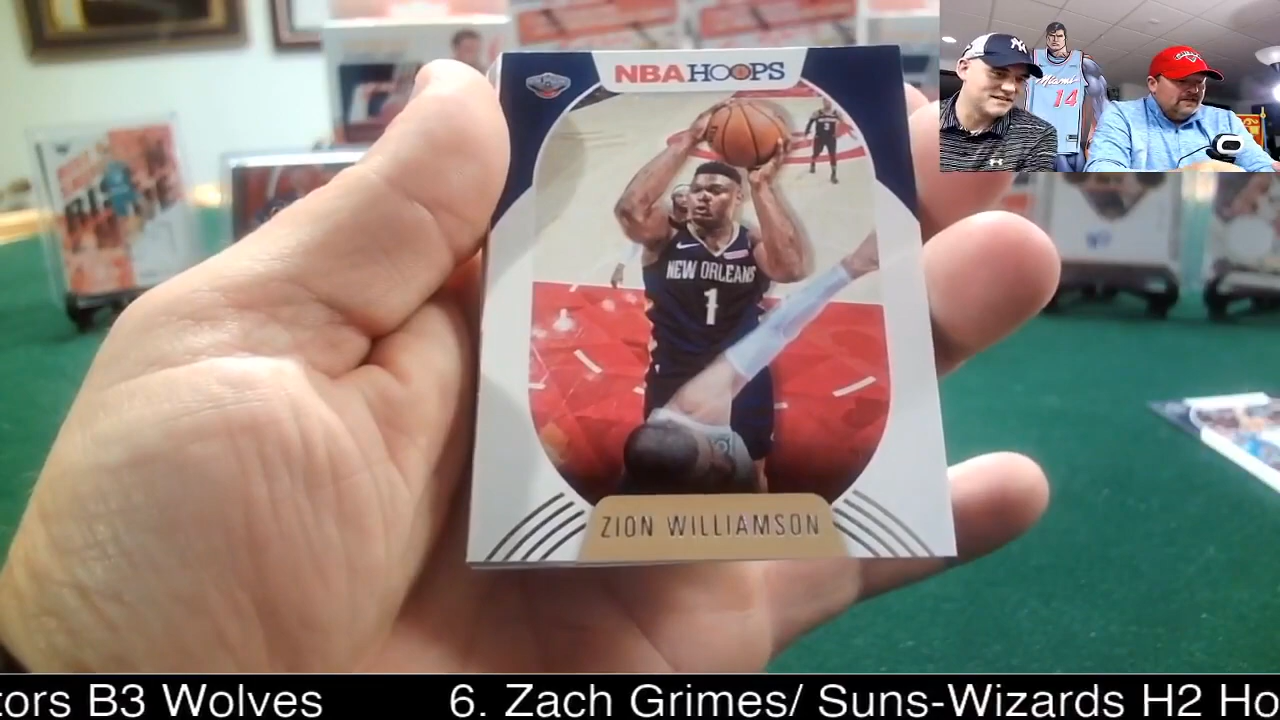 NBA HOOPS
NEW ORLEANS
1
ZION WILLIAMSON
Miami
14
tors B3 Wolves 6. Zach Grimes/ Suns-Wizards H2 Ho